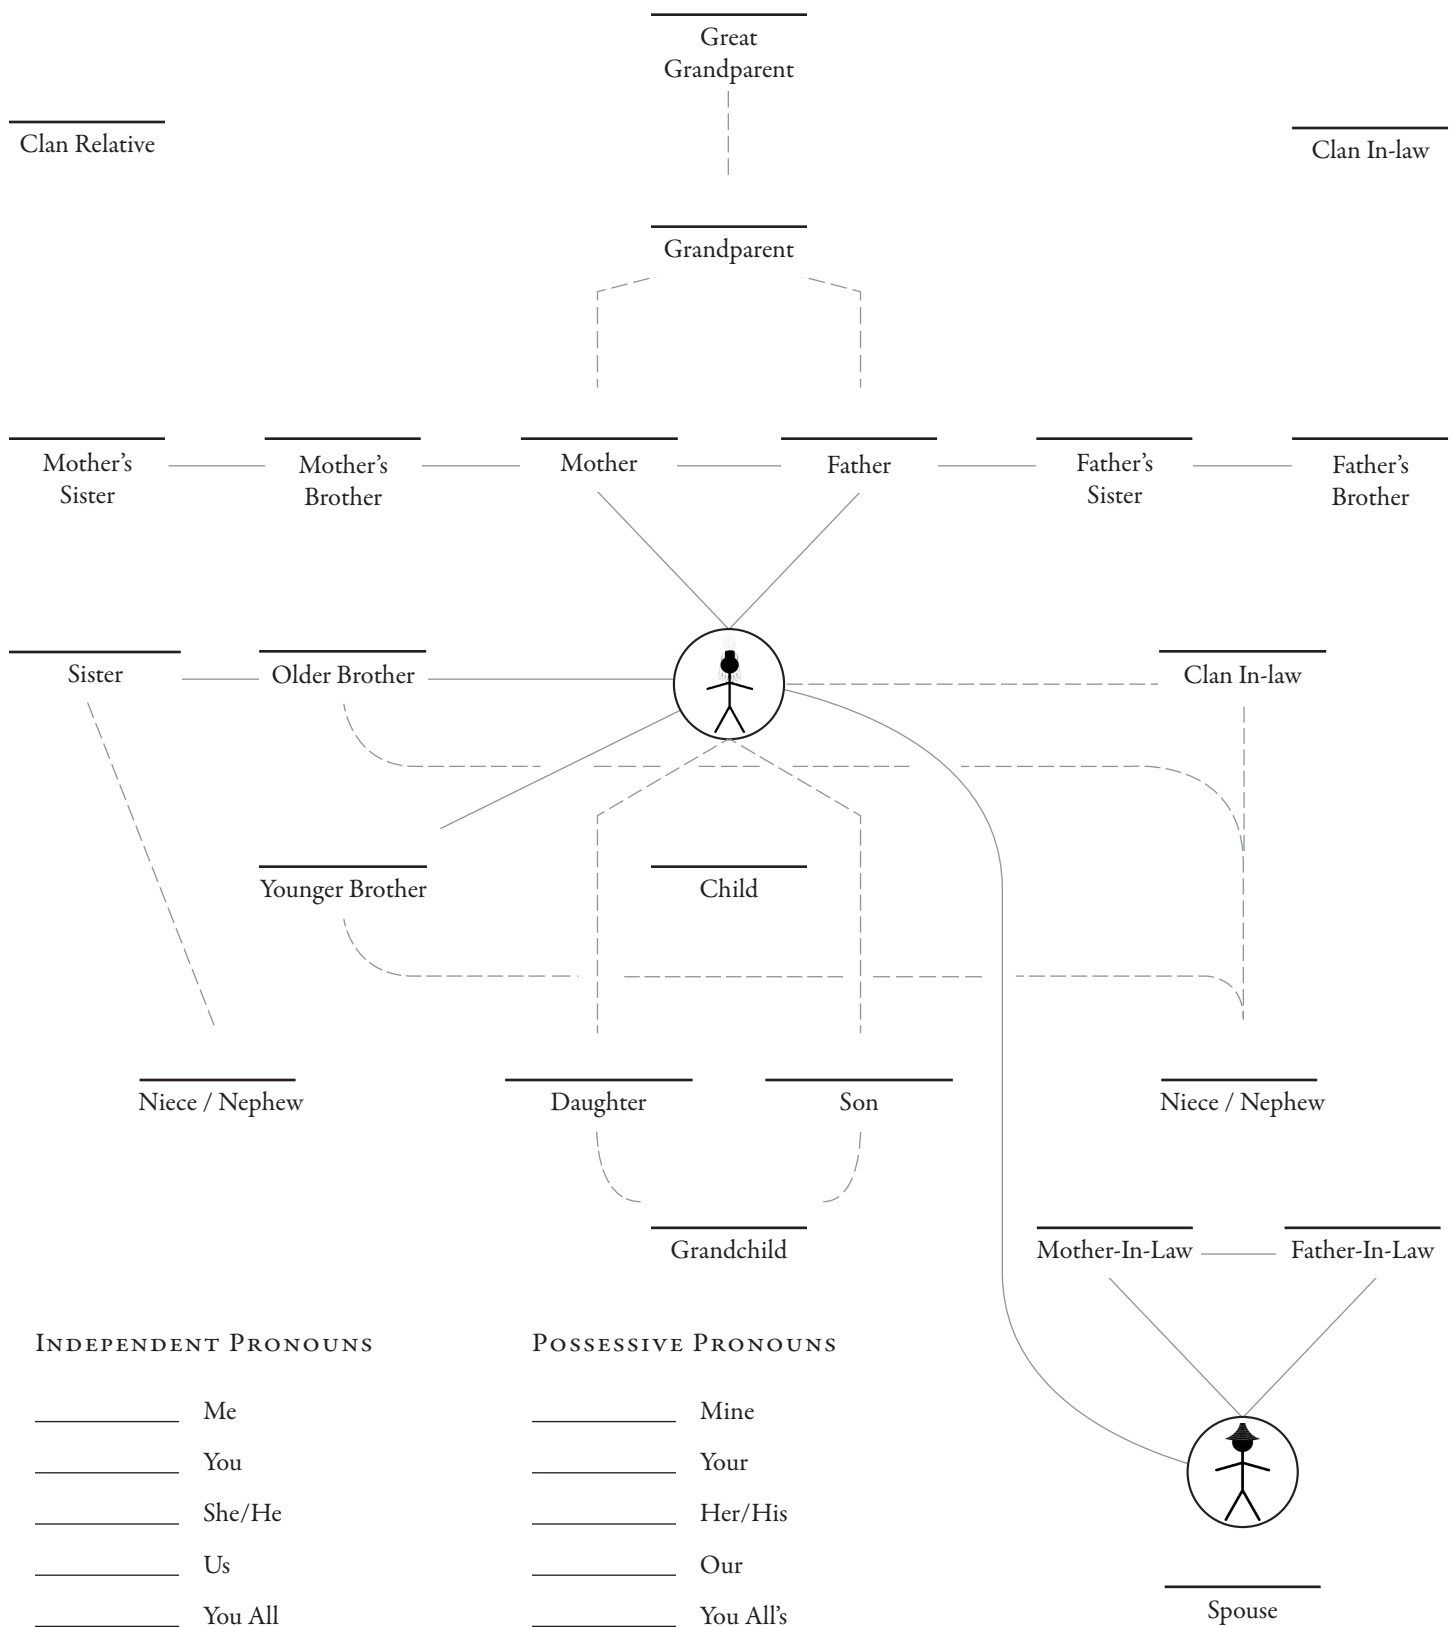 Great
Grandparent
Clan Relative
Clan In-law
Grandparent
Mother's
Sister
Mother's
Brother
Mother
Father
Father's
Sister
Father's
Brother
Sister
Older Brother
Clan In-law
Younger Brother
Child
Niece / Nephew
Daughter
Son
Niece / Nephew
Grandchild
Mother-In-Law
Father-In-Law
Independent Pronouns
Me
You
She/He
Us
You All
Possessive Pronouns
Mine
Your
Her/His
Our
You All's
Spouse